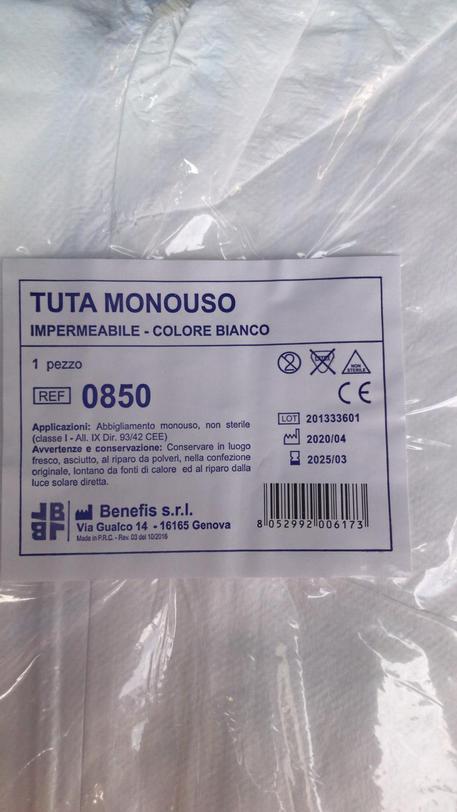 TUTA MONOUSO
IMPERMEABILE - COLORE BIANCO
1 pezzo
REF 0850
Applicazioni: Abbigliamento monouso, non sterile
(classe I - All. IX Dir. 93/42 CEE)
Avvertenze e conservazione: Conservare in luogo
fresco, asciutto, al riparo da polveri, nella confezione
originale, lontano da fonti di calore ed al riparo dalla
luce solare diretta.
2
LATEX
NON
STERILE
CE
LOT 201333601
2020/04
2025/03
Benefis s.r.l.
Via Gualco 14 - 16165 Genova
Made in P.R.C. - Rev. 03 del 10/2016
8 052992 006173